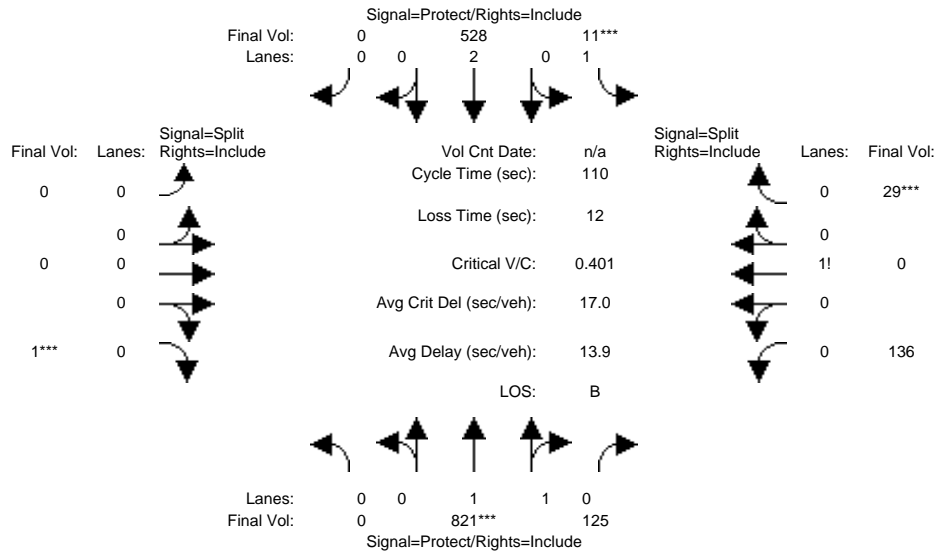 Signal=Protect/Rights=Include
Final Vol: 0 528 11***
Lanes: 0 0 2 0 1
Signal=Split
Final Vol: Lanes: Rights=Include
Vol Cnt Date: n/a
Signal=Split
Rights=Include Lanes: Final Vol:
Cycle Time (sec): 110
0 0
0 29***
Loss Time (sec): 12
0
0
0 0
Critical V/C: 0.401
1! 0
0
Avg Crit Del (sec/veh): 17.0
0
1*** 0
Avg Delay (sec/veh): 13.9
0 136
LOS: B
Lanes: 0 0 1 1 0
Final Vol: 0 821*** 125
Signal=Protect/Rights=Include